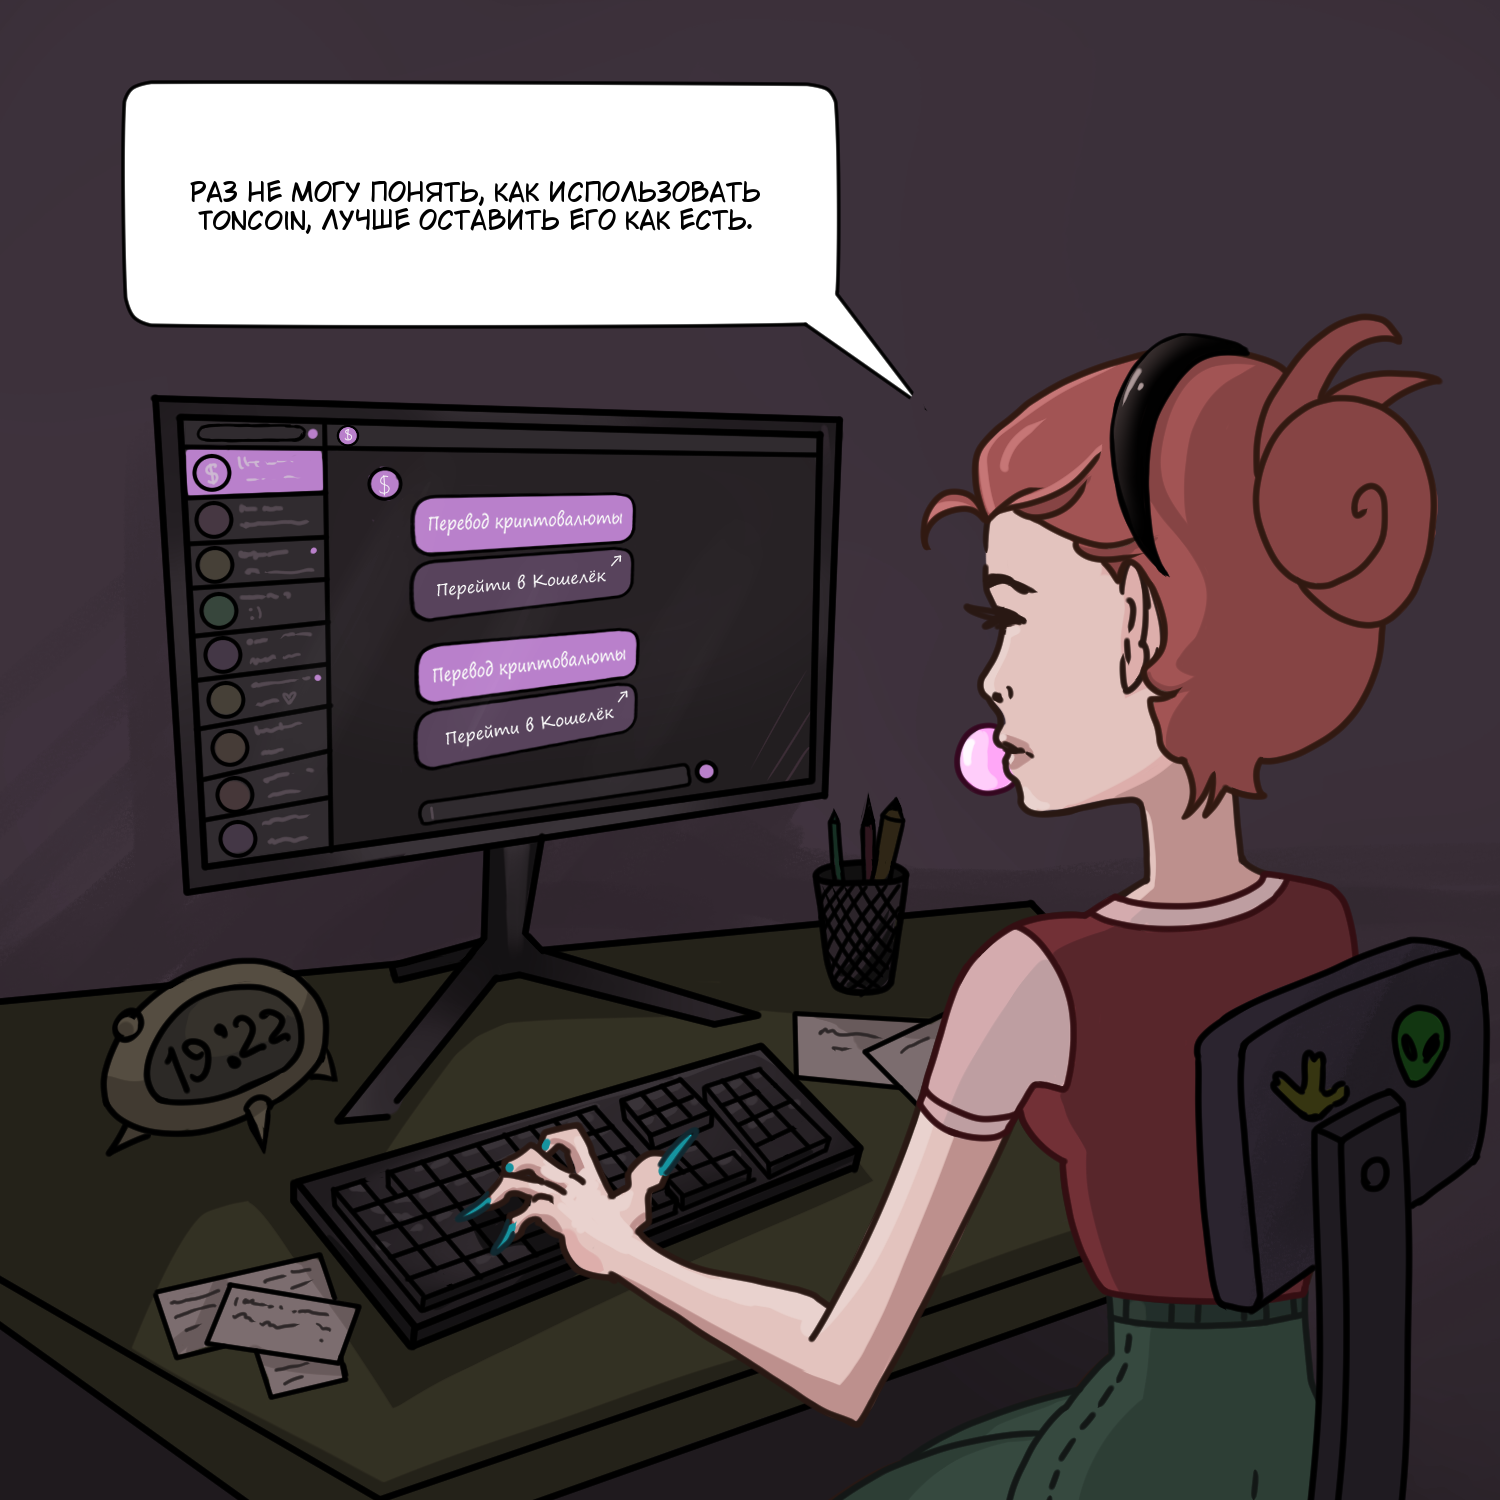 РАЗ НЕ МОГУ ПОНЯТЬ, КАК ИСПОЛЬЗОВАТЬ
TONCOIN, ЛУЧШЕ ОСТАВИТЬ ЕГО КАК ЕСТЬ.
$
$
$
Перевод криптовалюты
Перейти в Кошелёк
:)
Перевод криптовалюты
Перейти в Кошелёк
19:22